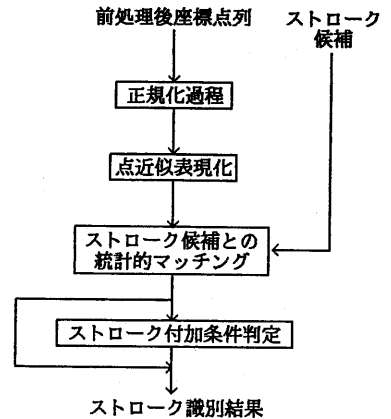 前処理後座標点列
ストローク
候補
正規化過程
点近似表現化
ストローク候補との
統計的マッチング
ストローク付加条件判定
ストローク識別結果